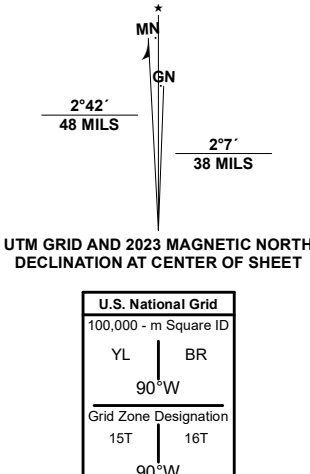 MN
GN
2°42´
48 MILS
2°7´
38 MILS
UTM GRID AND 2023 MAGNETIC NORTH
DECLINATION AT CENTER OF SHEET
U.S. National Grid
100,000 - m Square ID
YL BR
90°W
Grid Zone Designation
15T 16T
90°W